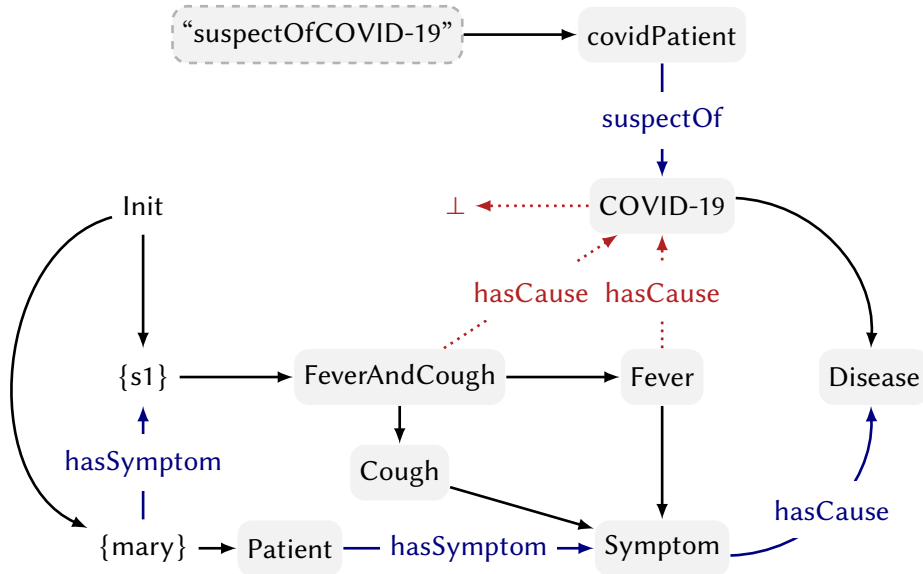 “suspectOfCOVID-19”
covidPatient
suspectOf
Init
⊥
COVID-19
hasCause
hasCause
{s1}
FeverAndCough
Fever
Disease
hasSymptom
Cough
hasCause
{mary}
Patient
hasSymptom
Symptom